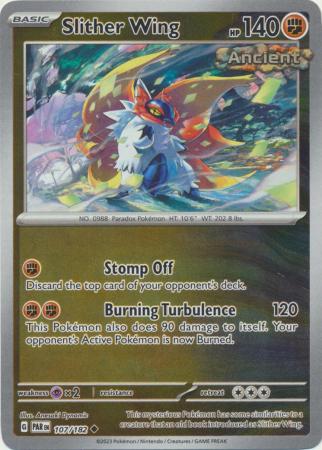 BASIC
Slither Wing
HP 140
Ancient
NO. 0988 Paradox Pokémon HT: 10'6" WT: 202.8 lbs.
Stomp Off
Discard the top card of your opponent's deck.
Burning Turbulence 120
This Pokémon also does 90 damage to itself. Your
opponent's Active Pokémon is now Burned.
weakness ×2 resistance retreat
Illus. Anesaki Dynamic
G PAR EN 107/182
This mysterious Pokémon has some similarities to
a creature that an old book introduced as Slither Wing.
©2023 Pokémon / Nintendo / Creatures / GAME FREAK